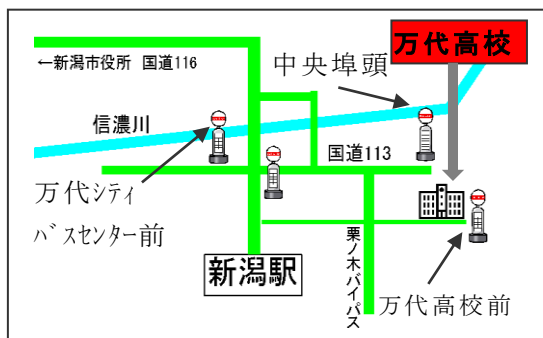 万代高校
←新潟市役所 国道116
中央埠頭
信濃川
国道113
万代シティ
バスセンター前
新潟駅
栗ノ木バイパス
万代高校前